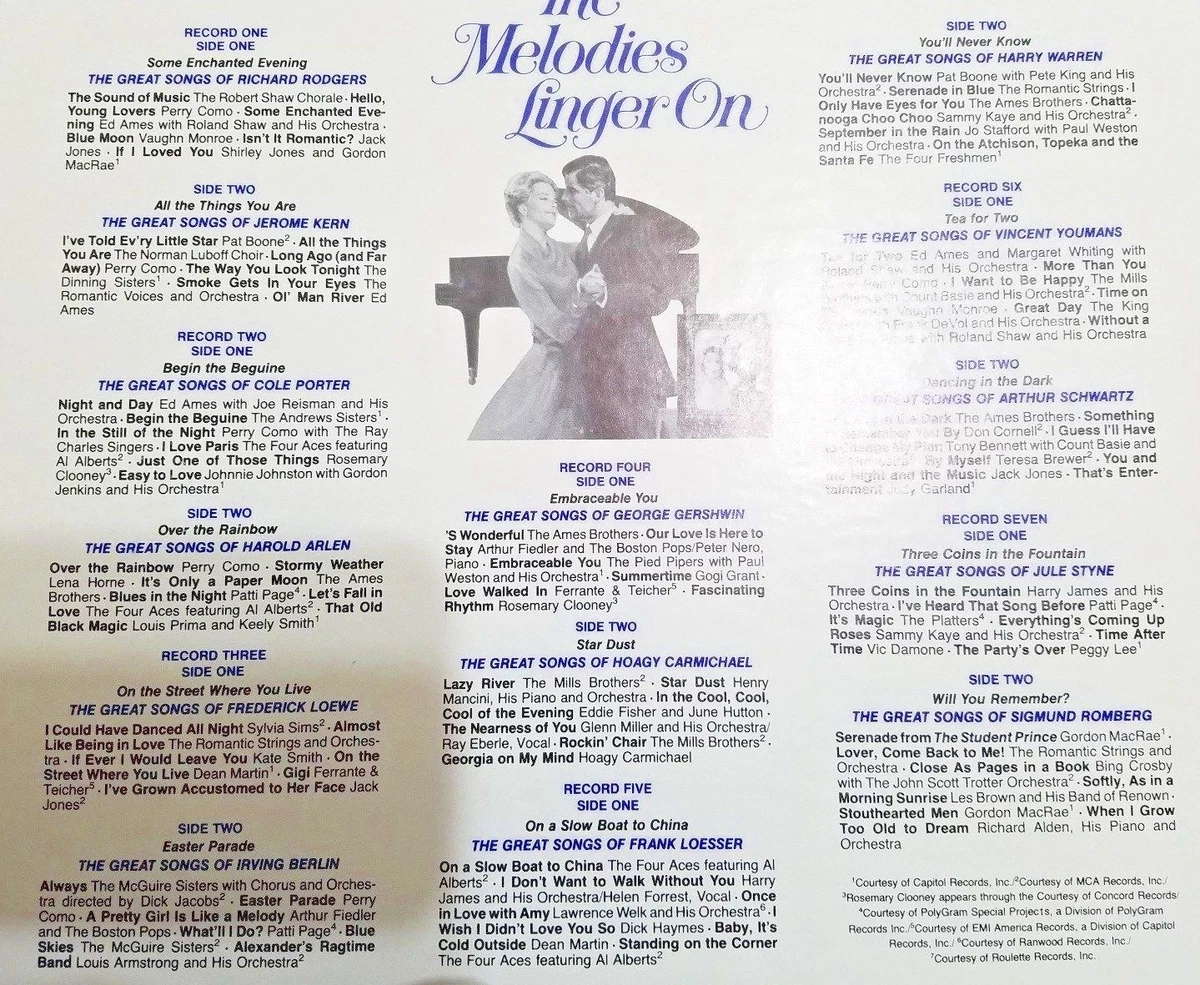 The
Melodies
Linger On
RECORD ONE
SIDE ONE
Some Enchanted Evening
THE GREAT SONGS OF RICHARD RODGERS
The Sound of Music The Robert Shaw Chorale · Hello,
Young Lovers Perry Como · Some Enchanted Eve-
ning Ed Ames with Roland Shaw and His Orchestra ·
Blue Moon Vaughn Monroe · Isn't It Romantic? Jack
Jones · If I Loved You Shirley Jones and Gordon
MacRae¹
SIDE TWO
All the Things You Are
THE GREAT SONGS OF JEROME KERN
I've Told Ev'ry Little Star Pat Boone² · All the Things
You Are The Norman Luboff Choir · Long Ago (and Far
Away) Perry Como · The Way You Look Tonight The
Dinning Sisters¹ · Smoke Gets In Your Eyes The
Romantic Voices and Orchestra · Ol' Man River Ed
Ames
RECORD TWO
SIDE ONE
Begin the Beguine
THE GREAT SONGS OF COLE PORTER
Night and Day Ed Ames with Joe Reisman and His
Orchestra · Begin the Beguine The Andrews Sisters¹ ·
In the Still of the Night Perry Como with The Ray
Charles Singers · I Love Paris The Four Aces featuring
Al Alberts² · Just One of Those Things Rosemary
Clooney³ · Easy to Love Johnnie Johnston with Gordon
Jenkins and His Orchestra¹
SIDE TWO
Over the Rainbow
THE GREAT SONGS OF HAROLD ARLEN
Over the Rainbow Perry Como · Stormy Weather
Lena Horne · It's Only a Paper Moon The Ames
Brothers · Blues in the Night Patti Page⁴ · Let's Fall in
Love The Four Aces featuring Al Alberts² · That Old
Black Magic Louis Prima and Keely Smith¹
RECORD THREE
SIDE ONE
On the Street Where You Live
THE GREAT SONGS OF FREDERICK LOEWE
I Could Have Danced All Night Sylvia Sims² · Almost
Like Being in Love The Romantic Strings and Orches-
tra · If Ever I Would Leave You Kate Smith · On the
Street Where You Live Dean Martin¹ · Gigi Ferrante &
Teicher⁵ · I've Grown Accustomed to Her Face Jack
Jones²
SIDE TWO
Easter Parade
THE GREAT SONGS OF IRVING BERLIN
Always The McGuire Sisters with Chorus and Orches-
tra directed by Dick Jacobs² · Easter Parade Perry
Como · A Pretty Girl Is Like a Melody Arthur Fiedler
and The Boston Pops · What'll I Do? Patti Page⁴ · Blue
Skies The McGuire Sisters² · Alexander's Ragtime
Band Louis Armstrong and His Orchestra²
RECORD FOUR
SIDE ONE
Embraceable You
THE GREAT SONGS OF GEORGE GERSHWIN
'S Wonderful The Ames Brothers · Our Love Is Here to
Stay Arthur Fiedler and The Boston Pops/Peter Nero,
Piano · Embraceable You The Pied Pipers with Paul
Weston and His Orchestra¹ · Summertime Gogi Grant ·
Love Walked In Ferrante & Teicher⁵ · Fascinating
Rhythm Rosemary Clooney³
SIDE TWO
Star Dust
THE GREAT SONGS OF HOAGY CARMICHAEL
Lazy River The Mills Brothers² · Star Dust Henry
Mancini, His Piano and Orchestra · In the Cool, Cool,
Cool of the Evening Eddie Fisher and June Hutton ·
The Nearness of You Glenn Miller and His Orchestra/
Ray Eberle, Vocal · Rockin' Chair The Mills Brothers² ·
Georgia on My Mind Hoagy Carmichael
RECORD FIVE
SIDE ONE
On a Slow Boat to China
THE GREAT SONGS OF FRANK LOESSER
On a Slow Boat to China The Four Aces featuring Al
Alberts² · I Don't Want to Walk Without You Harry
James and His Orchestra/Helen Forrest, Vocal · Once
in Love with Amy Lawrence Welk and His Orchestra⁶ · I
Wish I Didn't Love You So Dick Haymes · Baby, It's
Cold Outside Dean Martin · Standing on the Corner
The Four Aces featuring Al Alberts²
SIDE TWO
You'll Never Know
THE GREAT SONGS OF HARRY WARREN
You'll Never Know Pat Boone with Pete King and His
Orchestra² · Serenade in Blue The Romantic Strings · I
Only Have Eyes for You The Ames Brothers · Chatta-
nooga Choo Choo Sammy Kaye and His Orchestra² ·
September in the Rain Jo Stafford with Paul Weston
and His Orchestra · On the Atchison, Topeka and the
Santa Fe The Four Freshmen¹
RECORD SIX
SIDE ONE
Tea for Two
THE GREAT SONGS OF VINCENT YOUMANS
Tea for Two Ed Ames and Margaret Whiting with
Roland Shaw and His Orchestra · More Than You
Perry Como · I Want to Be Happy The Mills
Brothers with Count Basie and His Orchestra² · Time on
Vaughn Monroe · Great Day The King
with Frank DeVol and His Orchestra · Without a
with Roland Shaw and His Orchestra
SIDE TWO
Dancing in the Dark
THE GREAT SONGS OF ARTHUR SCHWARTZ
in the Dark The Ames Brothers · Something
By Don Cornell² · I Guess I'll Have
to Change My Plan Tony Bennett with Count Basie and
By Myself Teresa Brewer² · You and
the Night and the Music Jack Jones · That's Enter-
tainment Judy Garland¹
RECORD SEVEN
SIDE ONE
Three Coins in the Fountain
THE GREAT SONGS OF JULE STYNE
Three Coins in the Fountain Harry James and His
Orchestra · I've Heard That Song Before Patti Page⁴ ·
It's Magic The Platters⁴ · Everything's Coming Up
Roses Sammy Kaye and His Orchestra² · Time After
Time Vic Damone · The Party's Over Peggy Lee¹
SIDE TWO
Will You Remember?
THE GREAT SONGS OF SIGMUND ROMBERG
Serenade from The Student Prince Gordon MacRae¹ ·
Lover, Come Back to Me! The Romantic Strings and
Orchestra · Close As Pages in a Book Bing Crosby
with The John Scott Trotter Orchestra² · Softly, As in a
Morning Sunrise Les Brown and His Band of Renown ·
Stouthearted Men Gordon MacRae¹ · When I Grow
Too Old to Dream Richard Alden, His Piano and
Orchestra
¹Courtesy of Capitol Records, Inc./²Courtesy of MCA Records, Inc./
³Rosemary Clooney appears through the Courtesy of Concord Records/
⁴Courtesy of PolyGram Special Projects, a Division of PolyGram
Records Inc./⁵Courtesy of EMI America Records, a Division of Capitol
Records, Inc./ ⁶Courtesy of Ranwood Records, Inc./
⁷Courtesy of Roulette Records, Inc.